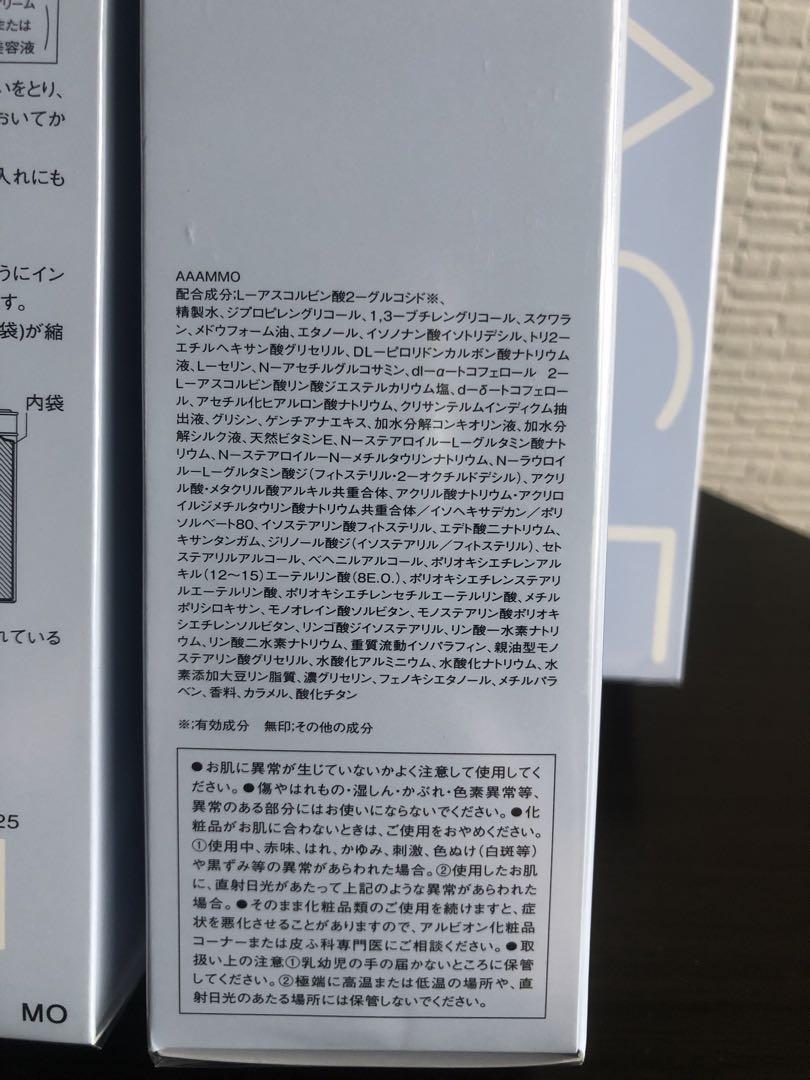 リーム
または
美容液
いをとり、
おいてか
入れにも
うにイン
す。
袋)が縮
内袋
れている
25
MO
AAAMMO
配合成分;L－アスコルビン酸2－グルコシド※、
精製水、ジプロピレングリコール、1,3－ブチレングリコール、スクワラ
ン、メドウフォーム油、エタノール、イソノナン酸イソトリデシル、トリ2－
エチルヘキサン酸グリセリル、DL－ピロリドンカルボン酸ナトリウム
液、L－セリン、N－アセチルグルコサミン、dl－α－トコフェロール　2－
L－アスコルビン酸リン酸ジエステルカリウム塩、d－δ－トコフェロー
ル、アセチル化ヒアルロン酸ナトリウム、クリサンテルムインディクム抽
出液、グリシン、ゲンチアナエキス、加水分解コンキオリン液、加水分
解シルク液、天然ビタミンE、N－ステアロイル－L－グルタミン酸ナト
リウム、N－ステアロイル－N－メチルタウリンナトリウム、N－ラウロイ
ル－L－グルタミン酸ジ(フィトステリル・2－オクチルドデシル)、アクリ
ル酸・メタクリル酸アルキル共重合体、アクリル酸ナトリウム・アクリロ
イルジメチルタウリン酸ナトリウム共重合体／イソヘキサデカン／ポリ
ソルベート80、イソステアリン酸フィトステリル、エデト酸二ナトリウム、
キサンタンガム、ジリノール酸ジ(イソステアリル／フィトステリル)、セト
ステアリルアルコール、ベヘニルアルコール、ポリオキシエチレンアル
キル(12～15)エーテルリン酸(8E.O.)、ポリオキシエチレンステアリ
ルエーテルリン酸、ポリオキシエチレンセチルエーテルリン酸、メチル
ポリシロキサン、モノオレイン酸ソルビタン、モノステアリン酸ポリオキ
シエチレンソルビタン、リンゴ酸ジイソステアリル、リン酸一水素ナトリ
ウム、リン酸二水素ナトリウム、重質流動イソパラフィン、親油型モノ
ステアリン酸グリセリル、水酸化アルミニウム、水酸化ナトリウム、水
素添加大豆リン脂質、濃グリセリン、フェノキシエタノール、メチルパラ
ベン、香料、カラメル、酸化チタン
※;有効成分　無印;その他の成分
●お肌に異常が生じていないかよく注意して使用してく
ださい。●傷やはれもの・湿しん・かぶれ・色素異常等、
異常のある部分にはお使いにならないでください。●化
粧品がお肌に合わないときは、ご使用をおやめください。
①使用中、赤味、はれ、かゆみ、刺激、色ぬけ(白斑等)
や黒ずみ等の異常があらわれた場合。②使用したお肌
に、直射日光があたって上記のような異常があらわれた
場合。●そのまま化粧品類のご使用を続けますと、症
状を悪化させることがありますので、アルビオン化粧品
コーナーまたは皮ふ科専門医にご相談ください。●取
扱い上の注意①乳幼児の手の届かないところに保管
してください。②極端に高温または低温の場所や、直
射日光のあたる場所には保管しないでください。